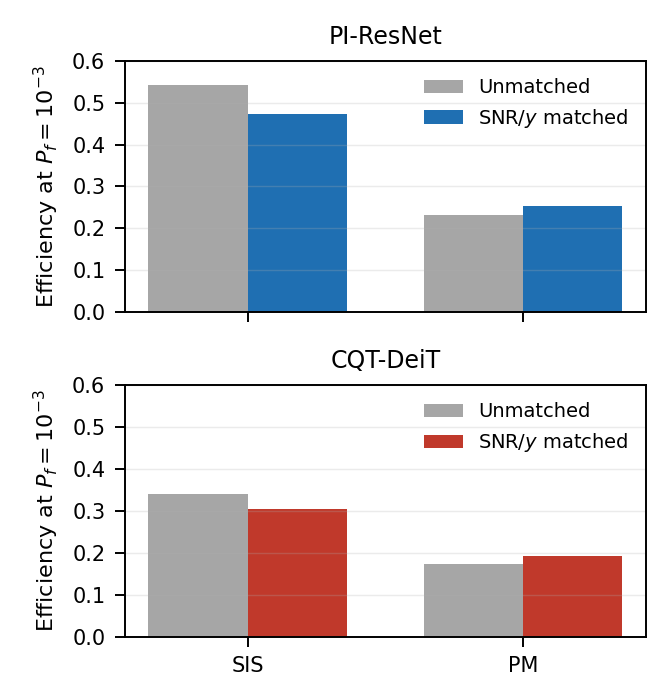 PI-ResNet
Efficiency at $P_f = 10^{-3}$
0.6
0.5
0.4
0.3
0.2
0.1
0.0
Unmatched
SNR/y matched
CQT-DeiT
Efficiency at $P_f = 10^{-3}$
0.6
0.5
0.4
0.3
0.2
0.1
0.0
Unmatched
SNR/y matched
SIS PM